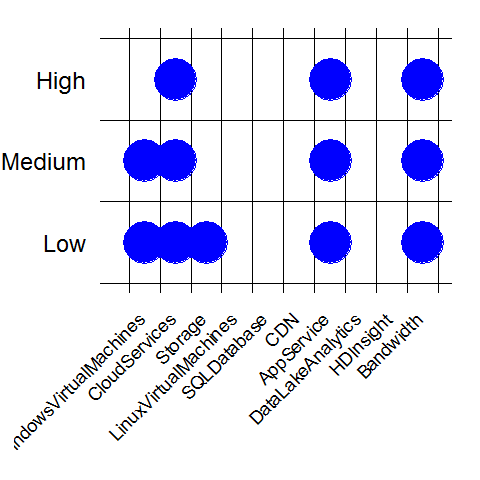 High
Medium
Low
ndowsVirtualMachines
CloudServices
Storage
LinuxVirtualMachines
SQLDatabase
CDN
AppService
DataLakeAnalytics
HDInsight
Bandwidth